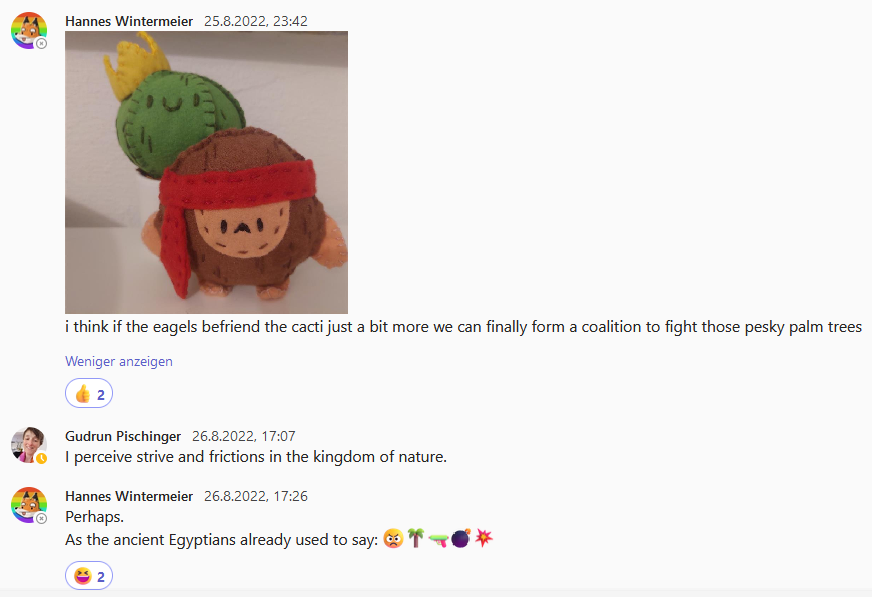 Hannes Wintermeier 25.8.2022, 23:42
i think if the eagels befriend the cacti just a bit more we can finally form a coalition to fight those pesky palm trees
Weniger anzeigen
👍 2
Gudrun Pischinger 26.8.2022, 17:07
I perceive strive and frictions in the kingdom of nature.
Hannes Wintermeier 26.8.2022, 17:26
Perhaps.
As the ancient Egyptians already used to say: 😠🌴🔫💣💥
😆 2